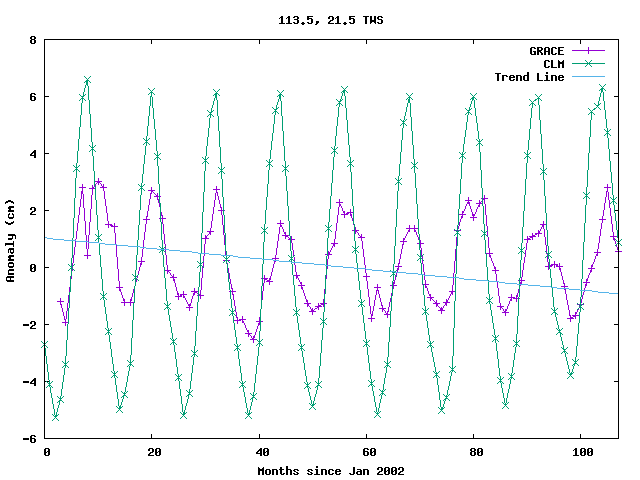 113.5, 21.5 TWS
GRACE
CLM
Trend Line
8
6
4
2
0
-2
-4
-6
Anomaly (cm)
0 20 40 60 80 100
Months since Jan 2002